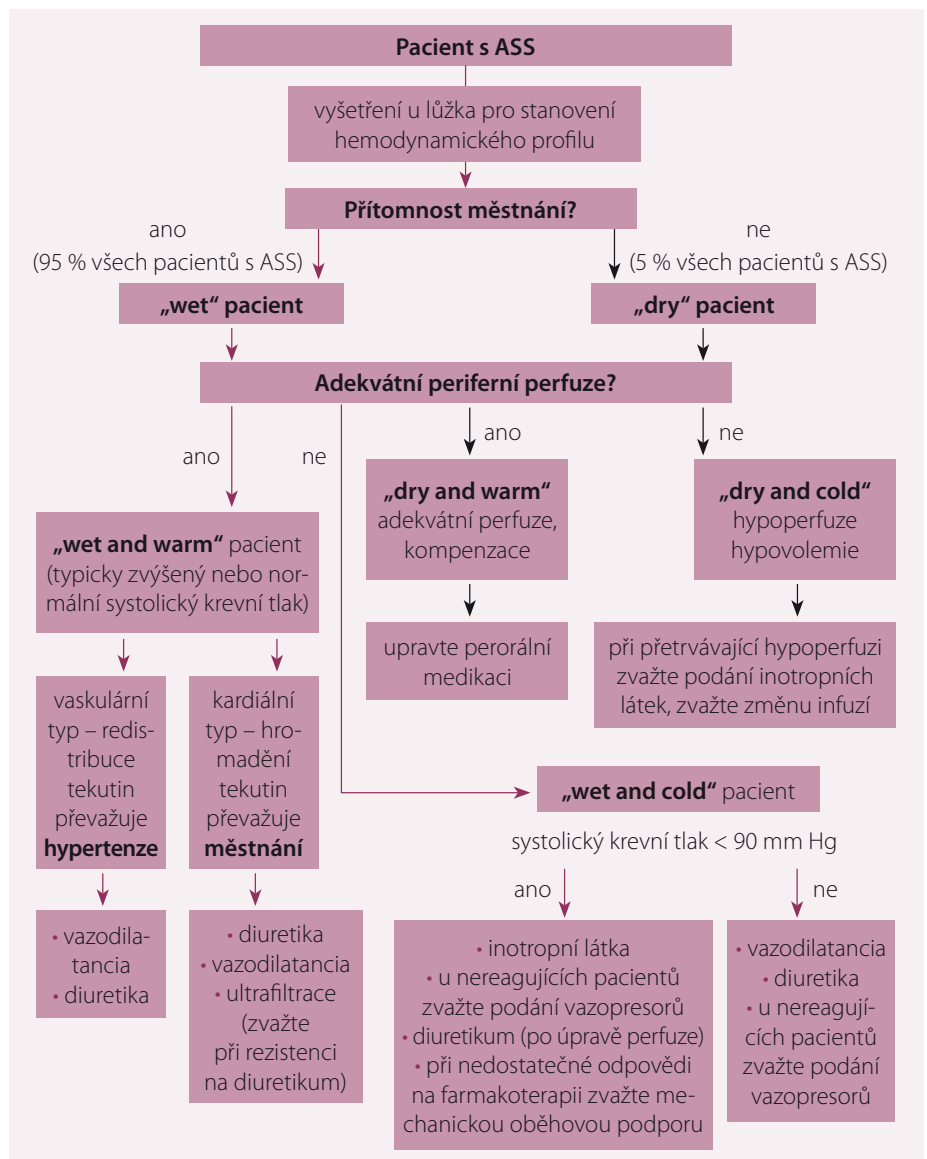 Pacient s ASS
vyšetření u lůžka pro stanovení
hemodynamického profilu
Přítomnost městnání?
ano
(95 % všech pacientů s ASS)
ne
(5 % všech pacientů s ASS)
„wet“ pacient
„dry“ pacient
Adekvátní periferní perfuze?
ano
ne
ano
ne
„wet and warm“ pacient
(typicky zvýšený nebo nor-
mální systolický krevní tlak)
„dry and warm“
adekvátní perfuze,
kompenzace
„dry and cold“
hypoperfuze
hypovolemie
upravte perorální
medikaci
při přetrvávající hypoperfuzi
zvažte podání inotropních
látek, zvažte změnu infuzí
vaskulární
typ – redis-
tribuce
tekutin
převažuje
hypertenze
kardiální
typ – hro-
madění
tekutin
převažuje
městnání
„wet and cold“ pacient
systolický krevní tlak < 90 mm Hg
ano
ne
• vazodila-
tancia
• diuretika
• diuretika
• vazodilatancia
• ultrafiltrace
(zvažte
při rezistenci
na diuretikum)
• inotropní látka
• u nereagujících pacientů
zvažte podání vazopresorů
• diuretikum (po úpravě perfuze)
• při nedostatečné odpovědi
na farmakoterapii zvažte me-
chanickou oběhovou podporu
• vazodilatancia
• diuretika
• u nereagují-
cích pacientů
zvažte podání
vazopresorů